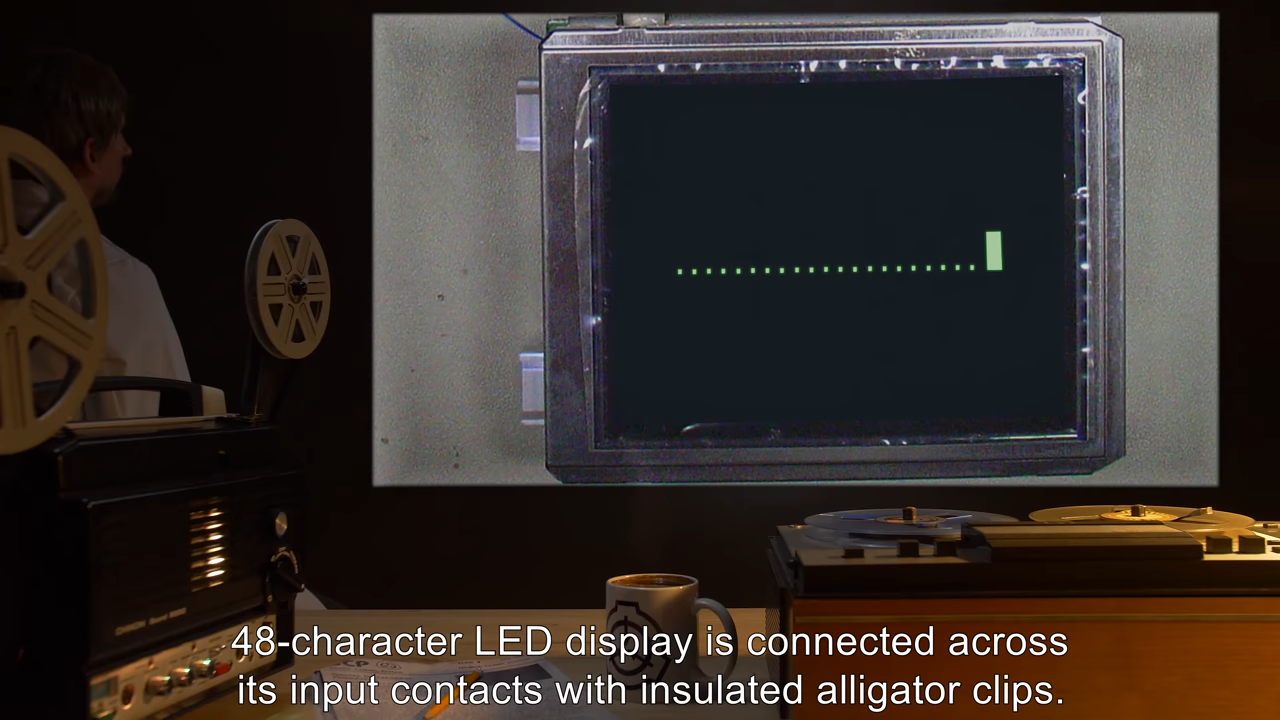 48-character LED display is connected across
its input contacts with insulated alligator clips.